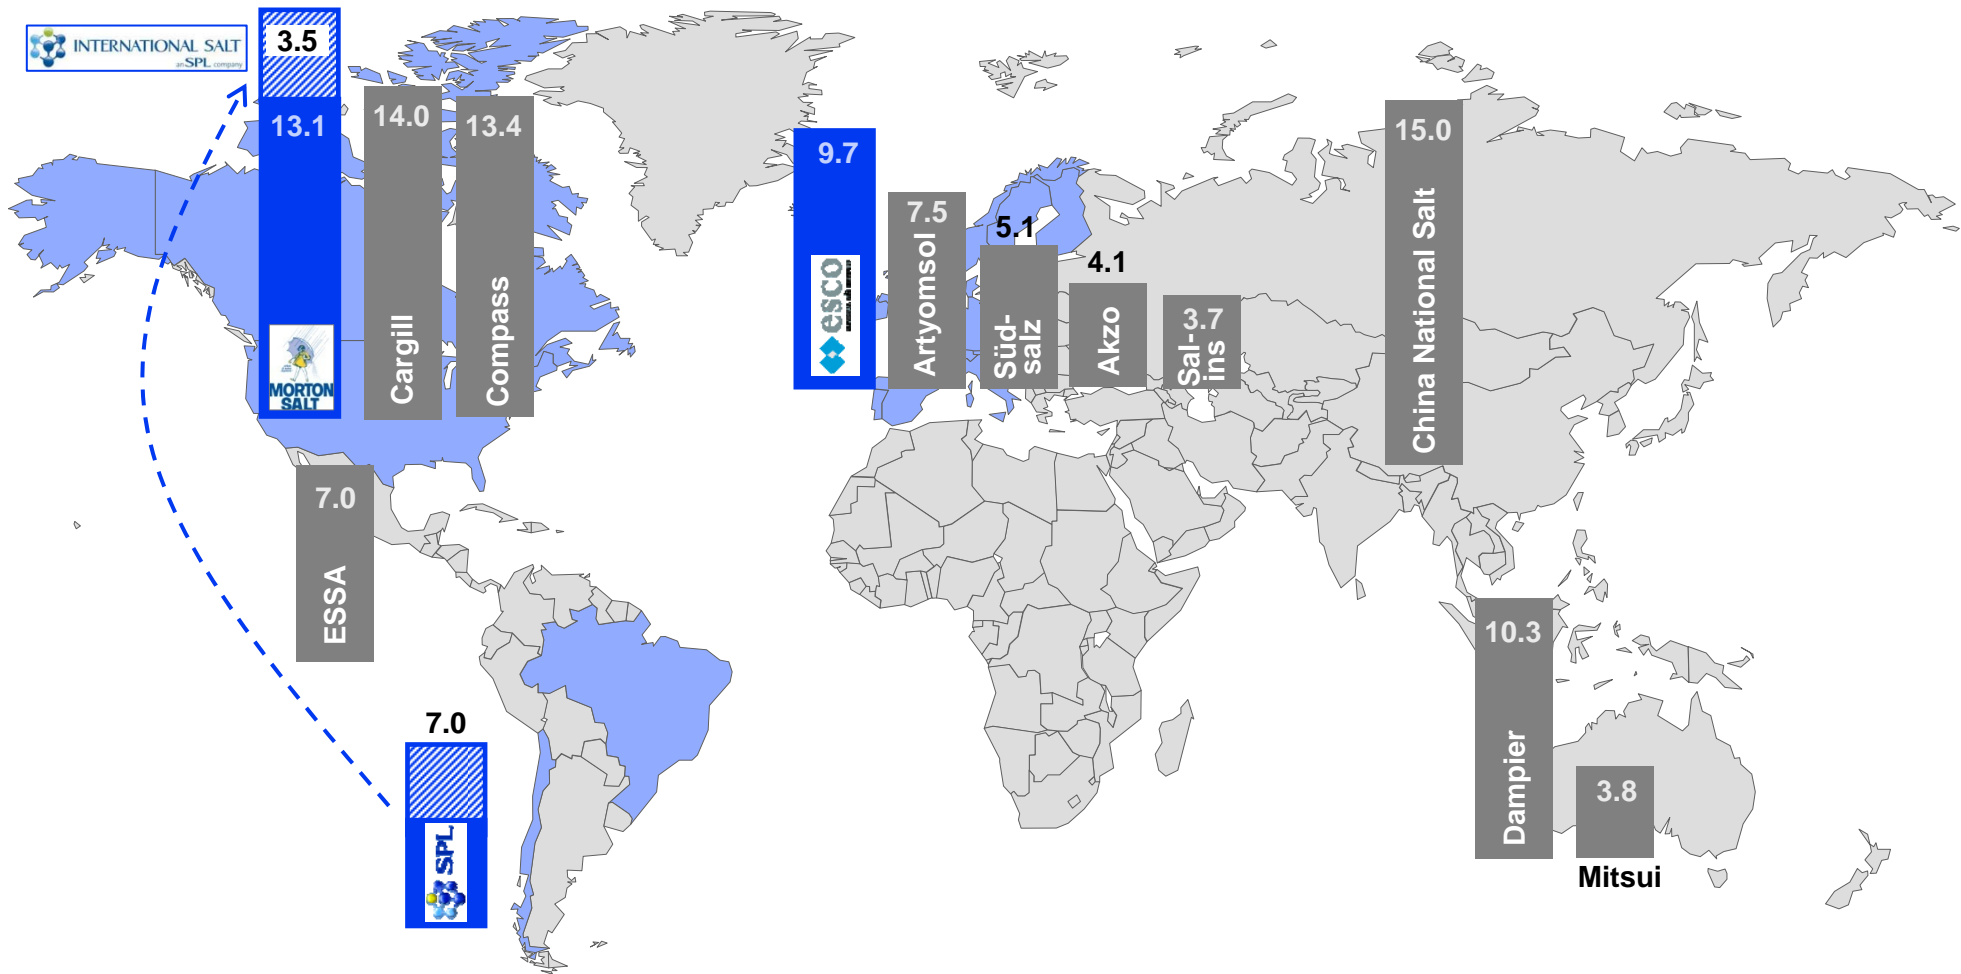 INTERNATIONAL SALT
an SPL company
3.5
13.1
MORTON
SALT
14.0
Cargill
13.4
Compass
7.0
ESSA
7.0
SPL
9.7
esco
7.5
Artyomsol
5.1
Süd-
salz
4.1
Akzo
3.7
Sal-
ins
15.0
China National Salt
10.3
Dampier
3.8
Mitsui